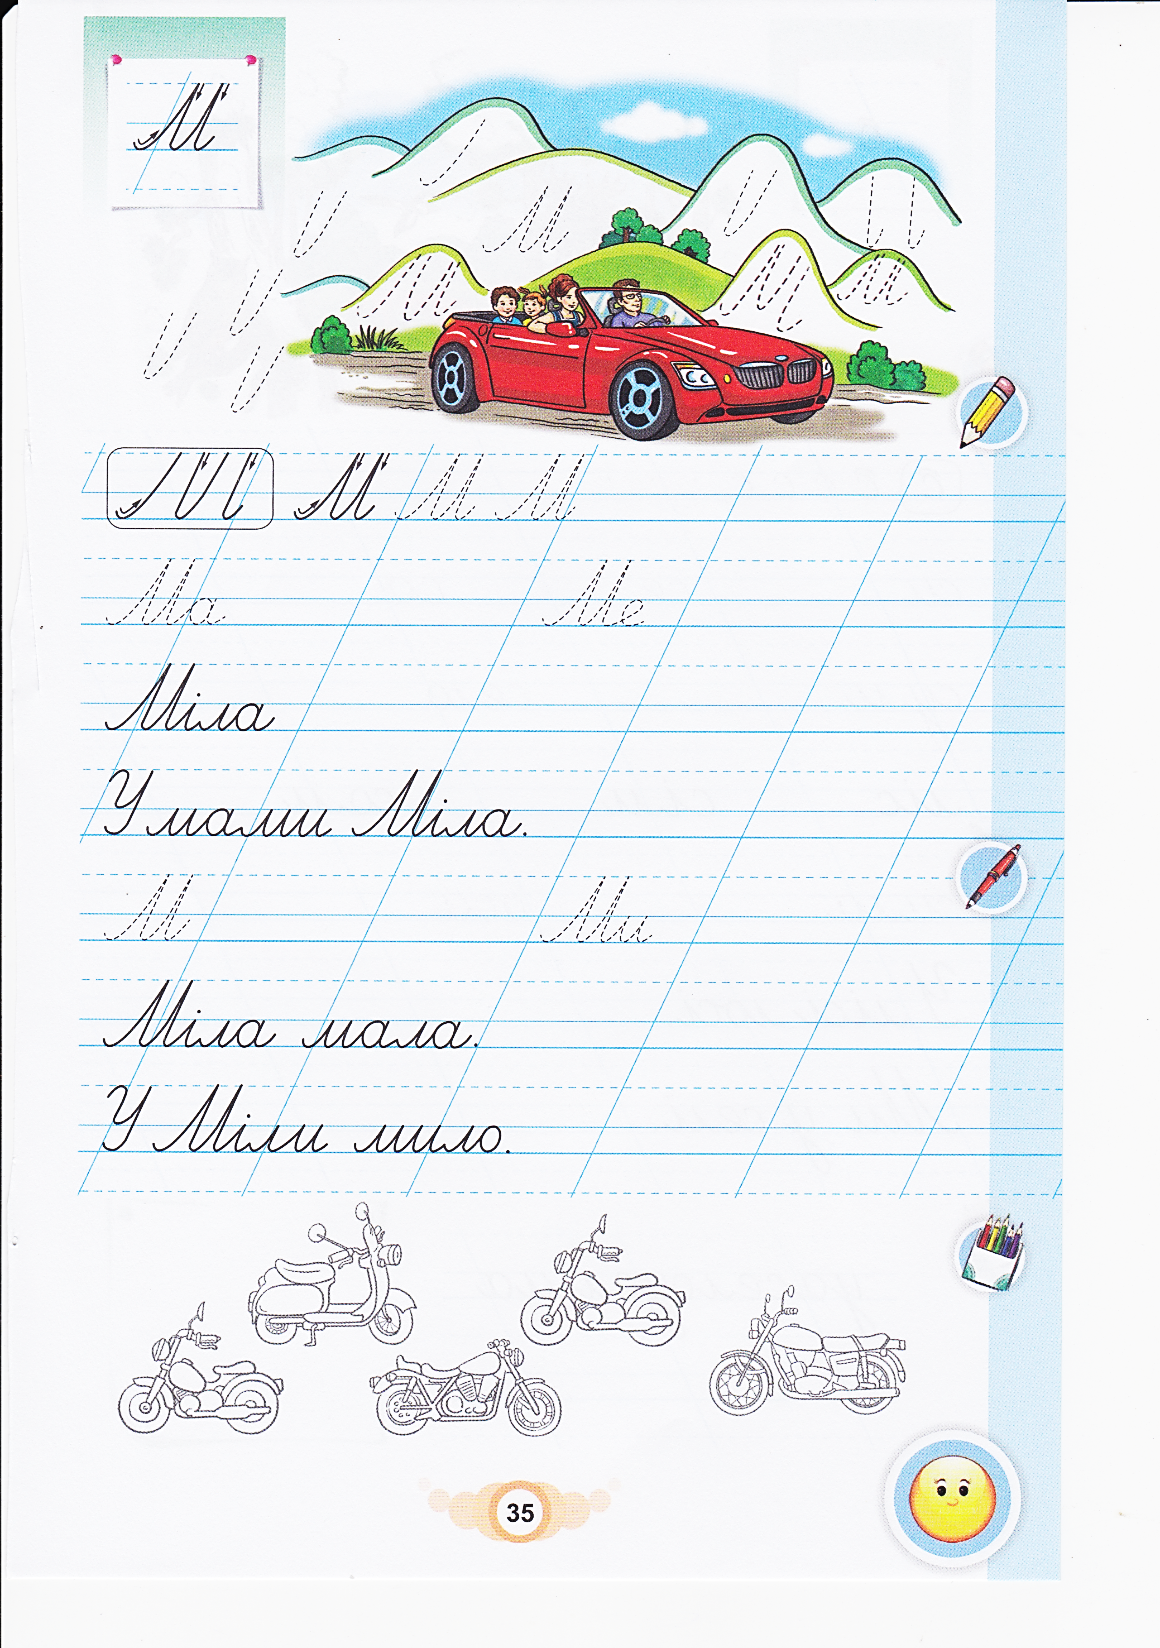 М
М М М М
Ма Ме
Міла
У мами Міла.
М Ми
Міла мала.
У Міли мило.
35